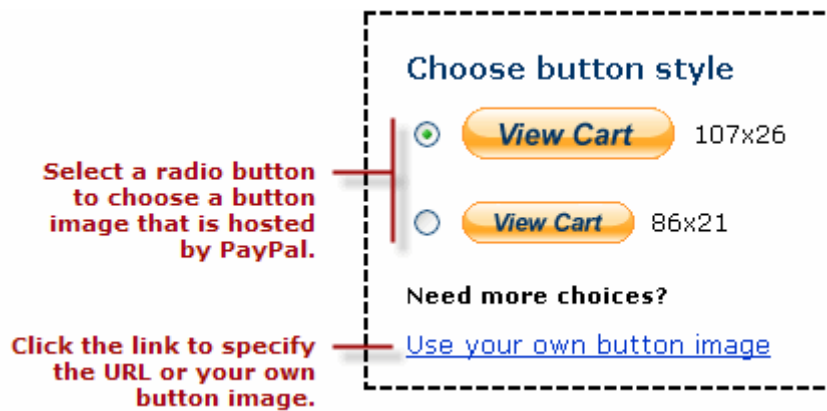 Choose button style
View Cart 107x26
Select a radio button
to choose a button
image that is hosted
by PayPal.
View Cart 86x21
Need more choices?
Use your own button image
Click the link to specify
the URL or your own
button image.